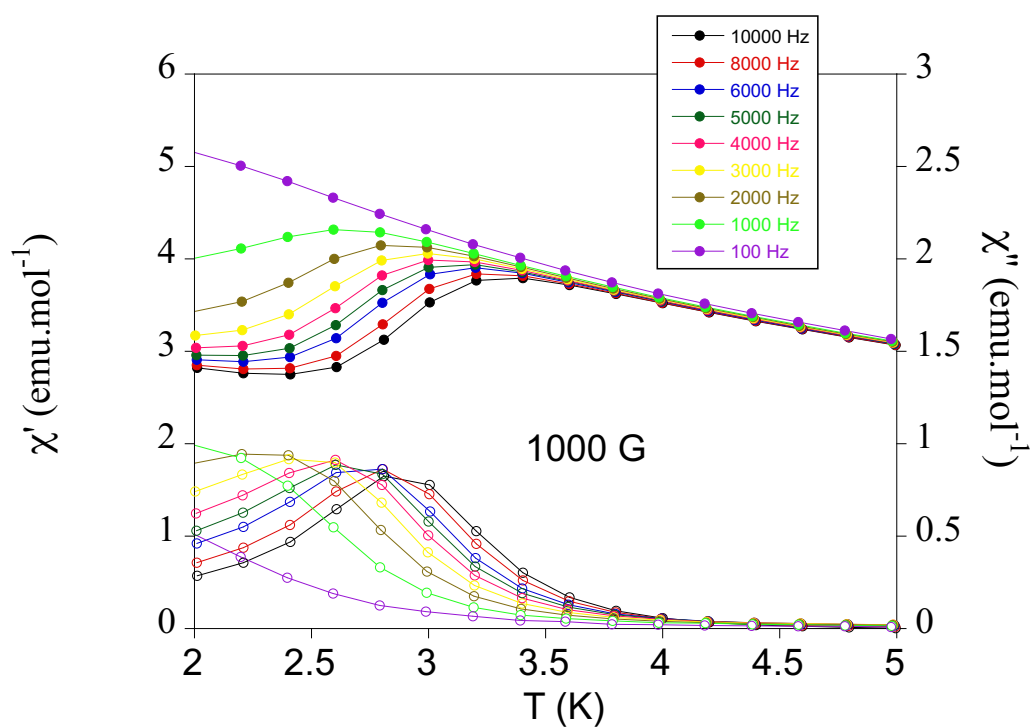 10000 Hz
8000 Hz
6000 Hz
5000 Hz
4000 Hz
3000 Hz
2000 Hz
1000 Hz
100 Hz
6
5
4
3
2
1
0
χ' (emu.mol⁻¹)
1000 G
3
2.5
2
1.5
1
0.5
0
χ'' (emu.mol⁻¹)
2
2.5
3
3.5
4
4.5
5
T (K)